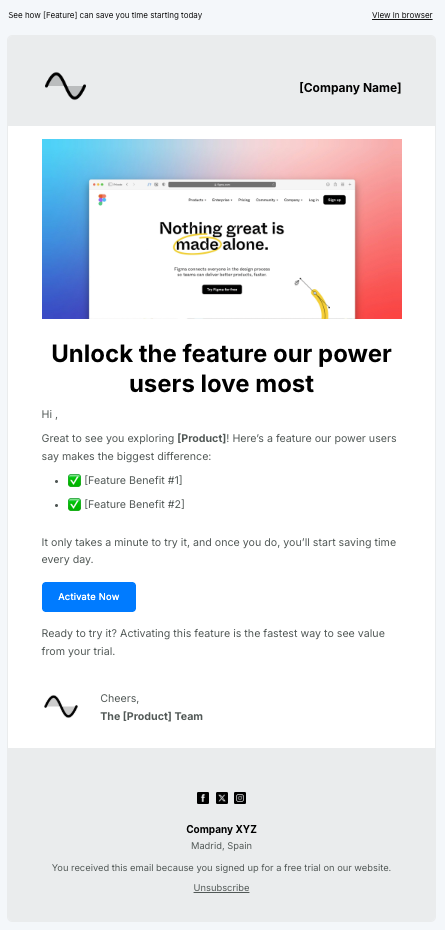 See how [Feature] can save you time starting today
View in browser
[Company Name]
Products
Enterprise
Pricing
Community
Company
Log in
Sign up
Nothing great is
made alone.
Figma connects everyone in the design process
so teams can deliver better products, faster.
Try Figma for free
Unlock the feature our power
users love most
Hi ,
Great to see you exploring [Product]! Here’s a feature our power users
say makes the biggest difference:
• ✅ [Feature Benefit #1]
• ✅ [Feature Benefit #2]
It only takes a minute to try it, and once you do, you’ll start saving time
every day.
Activate Now
Ready to try it? Activating this feature is the fastest way to see value
from your trial.
Cheers,
The [Product] Team
Company XYZ
Madrid, Spain
You received this email because you signed up for a free trial on our website.
Unsubscribe